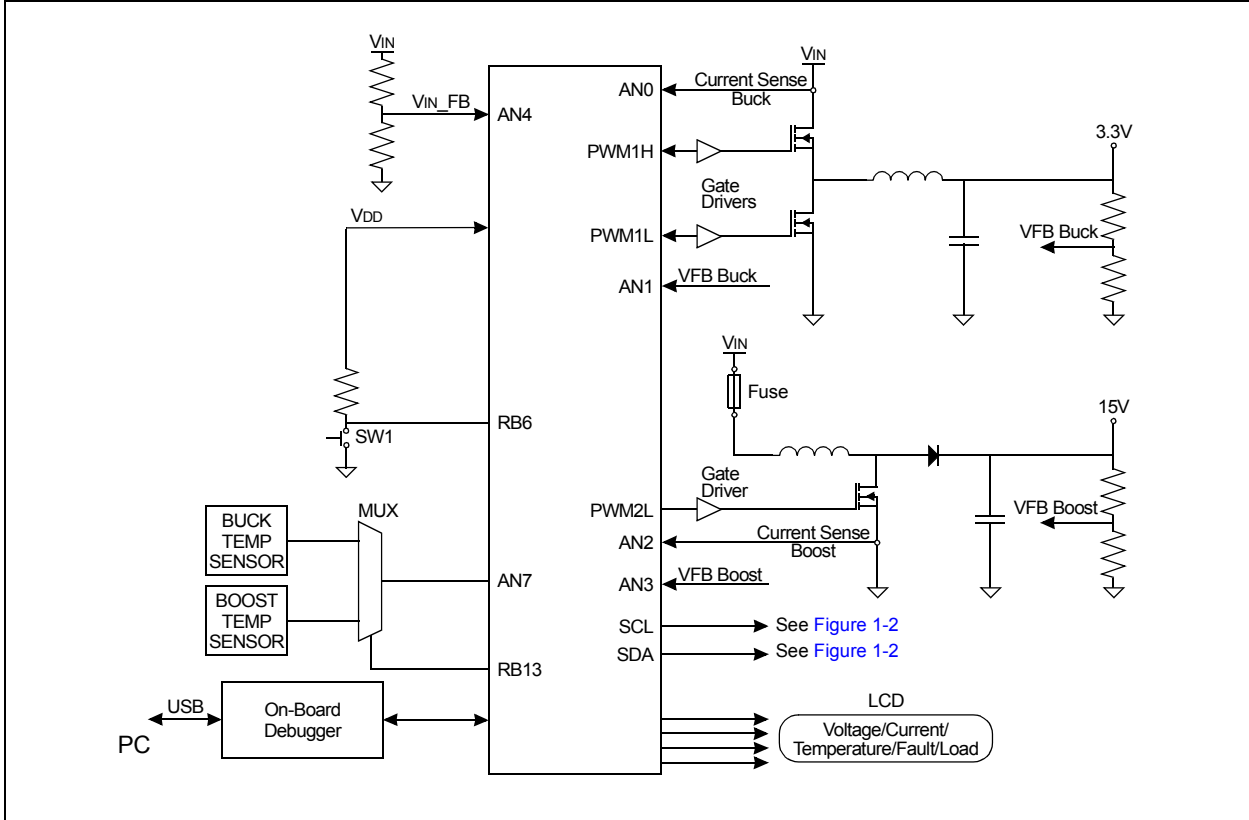 VIN
VIN_FB
AN4
VDD
RB6
SW1
MUX
BUCK
TEMP
SENSOR
BOOST
TEMP
SENSOR
AN7
RB13
USB
PC
On-Board
Debugger
AN0
PWM1H
PWM1L
AN1
PWM2L
AN2
AN3
SCL
SDA
VIN
Current Sense
Buck
Gate
Drivers
VFB Buck
3.3V
VFB Buck
VIN
Fuse
15V
Gate
Driver
Current Sense
Boost
VFB Boost
VFB Boost
See Figure 1-2
See Figure 1-2
LCD
Voltage/Current/
Temperature/Fault/Load